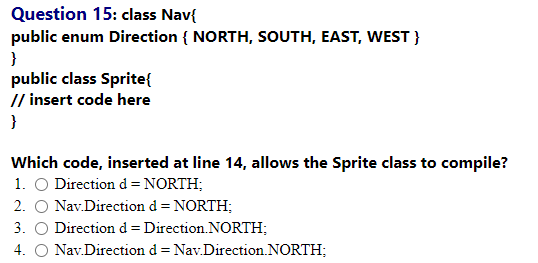 Question 15: class Nav{
public enum Direction { NORTH, SOUTH, EAST, WEST }
}
public class Sprite{
// insert code here
}
Which code, inserted at line 14, allows the Sprite class to compile?
1. Direction d = NORTH;
2. Nav.Direction d = NORTH;
3. Direction d = Direction.NORTH;
4. Nav.Direction d = Nav.Direction.NORTH;